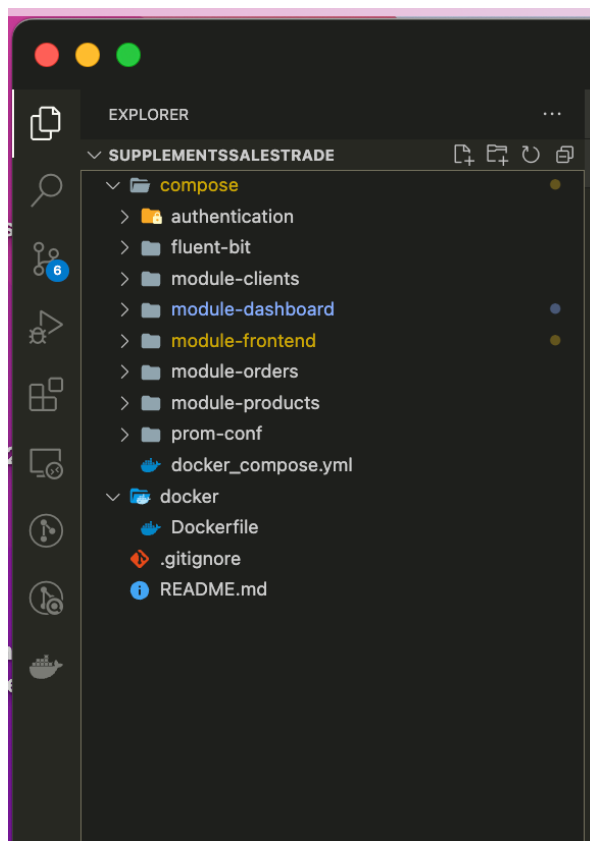 EXPLORER
SUPPLEMENTSSALESTRADE
compose
authentication
fluent-bit
6
module-clients
module-dashboard
module-frontend
module-orders
module-products
prom-conf
docker_compose.yml
docker
Dockerfile
.gitignore
README.md